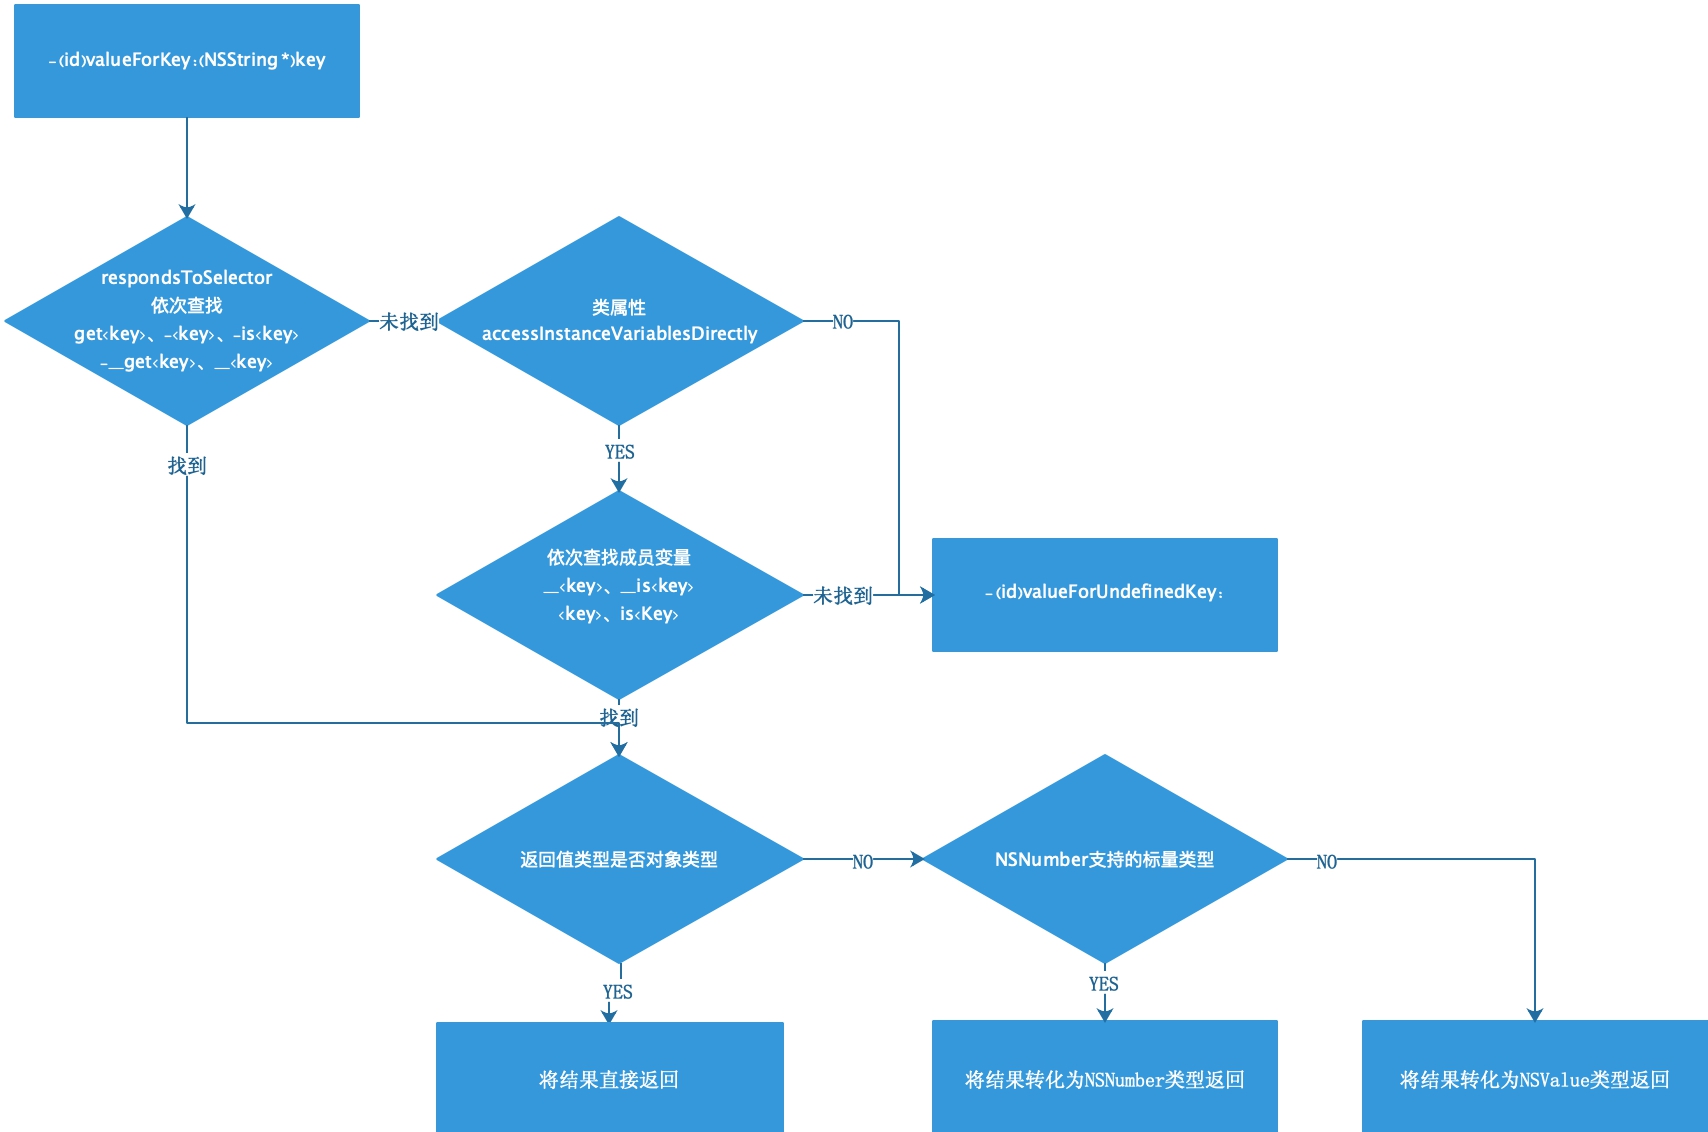 -(id)valueForKey:(NSString *)key
respondsToSelector
依次查找
get<key>、-<key>、-is<key>
-__get<key>、__<key>
未找到
类属性
accessInstanceVariablesDirectly
NO
找到
YES
依次查找成员变量
__<key>、__is<key>
<key>、is<Key>
未找到
-(id)valueForUndefinedKey:
找到
返回值类型是否对象类型
NO
NSNumber支持的标量类型
NO
YES
YES
将结果直接返回
将结果转化为NSNumber类型返回
将结果转化为NSValue类型返回